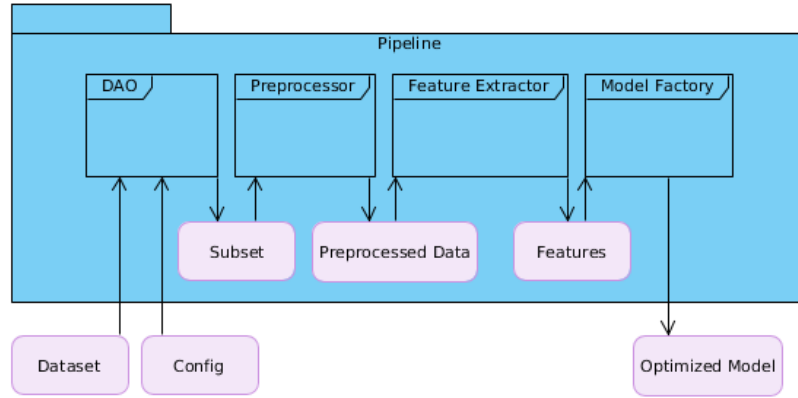 Pipeline
DAO
Preprocessor
Feature Extractor
Model Factory
Subset
Preprocessed Data
Features
Dataset
Config
Optimized Model